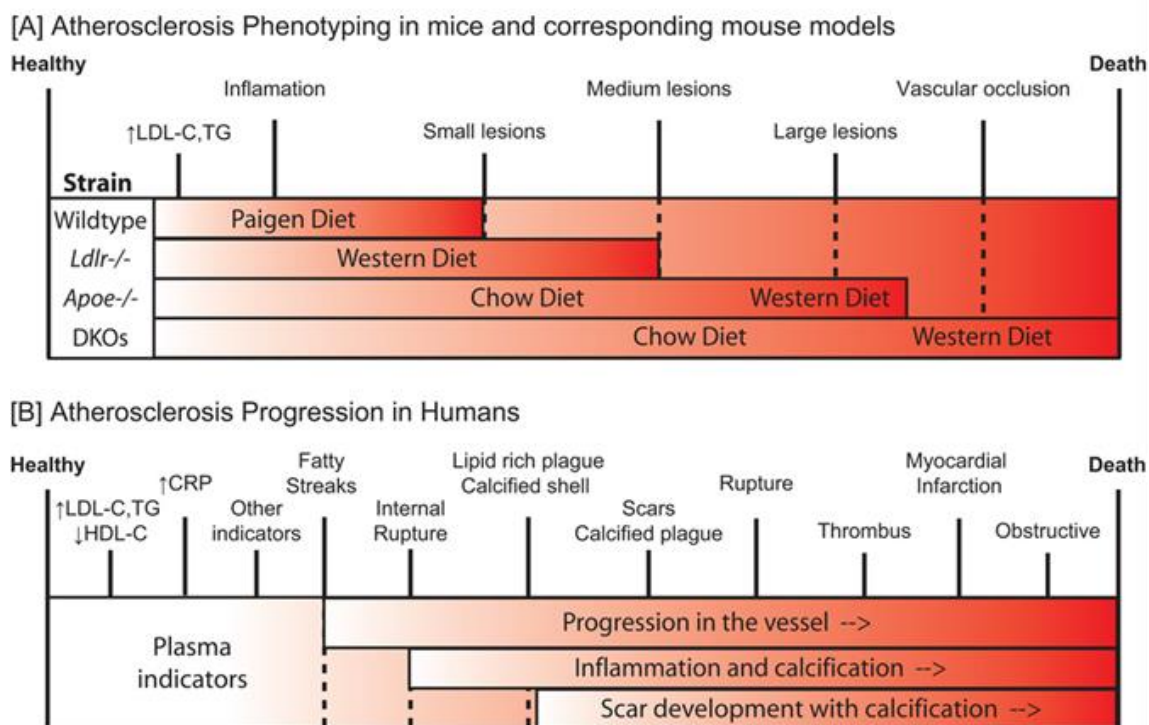 [A] Atherosclerosis Phenotyping in mice and corresponding mouse models
Healthy
Death
Inflamation
Medium lesions
Vascular occlusion
↑LDL-C,TG
Small lesions
Large lesions
Strain
Wildtype
Paigen Diet
Ldlr-/-
Western Diet
Apoe-/-
Chow Diet
Western Diet
DKOs
Chow Diet
Western Diet
[B] Atherosclerosis Progression in Humans
Healthy
Death
↑LDL-C,TG
↓HDL-C
↑CRP
Other
indicators
Fatty
Streaks
Internal
Rupture
Lipid rich plague
Calcified shell
Scars
Calcified plague
Rupture
Thrombus
Myocardial
Infarction
Obstructive
Plasma
indicators
Progression in the vessel -->
Inflammation and calcification -->
Scar development with calcification -->